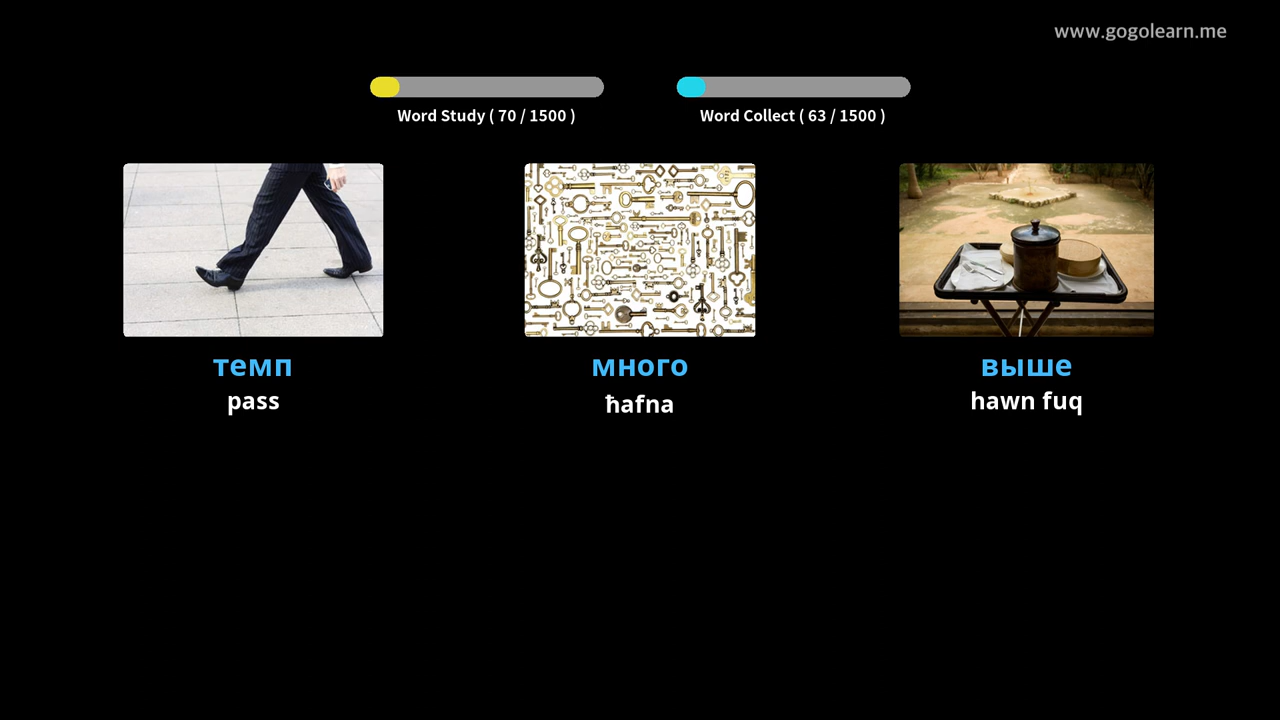 www.gogolearn.me
Word Study ( 70 / 1500 )
Word Collect ( 63 / 1500 )
темп
pass
много
ħafna
выше
hawn fuq